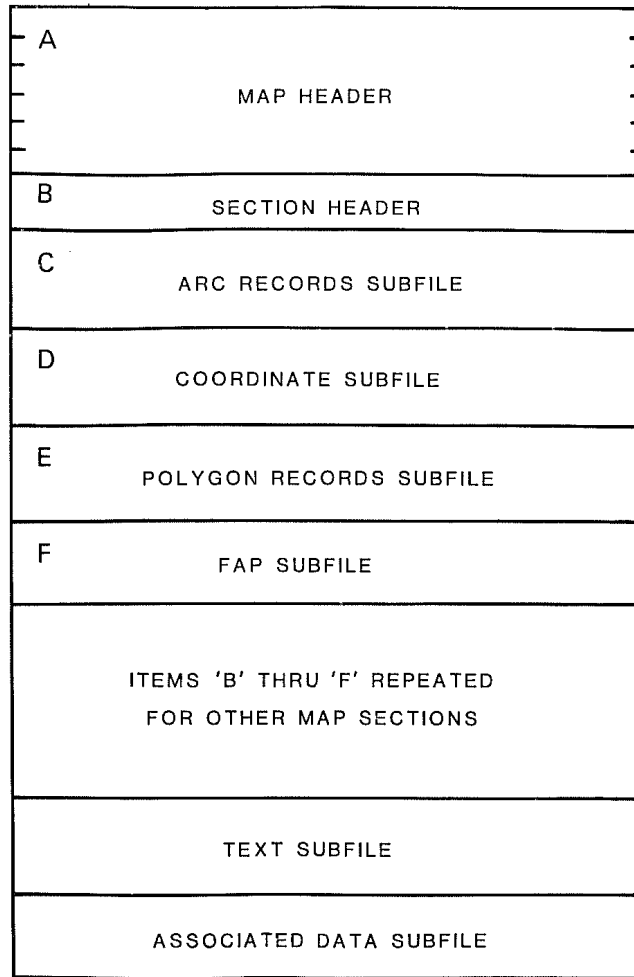 A
MAP HEADER
B
SECTION HEADER
C
ARC RECORDS SUBFILE
D
COORDINATE SUBFILE
E
POLYGON RECORDS SUBFILE
F
FAP SUBFILE
ITEMS 'B' THRU 'F' REPEATED
FOR OTHER MAP SECTIONS
TEXT SUBFILE
ASSOCIATED DATA SUBFILE